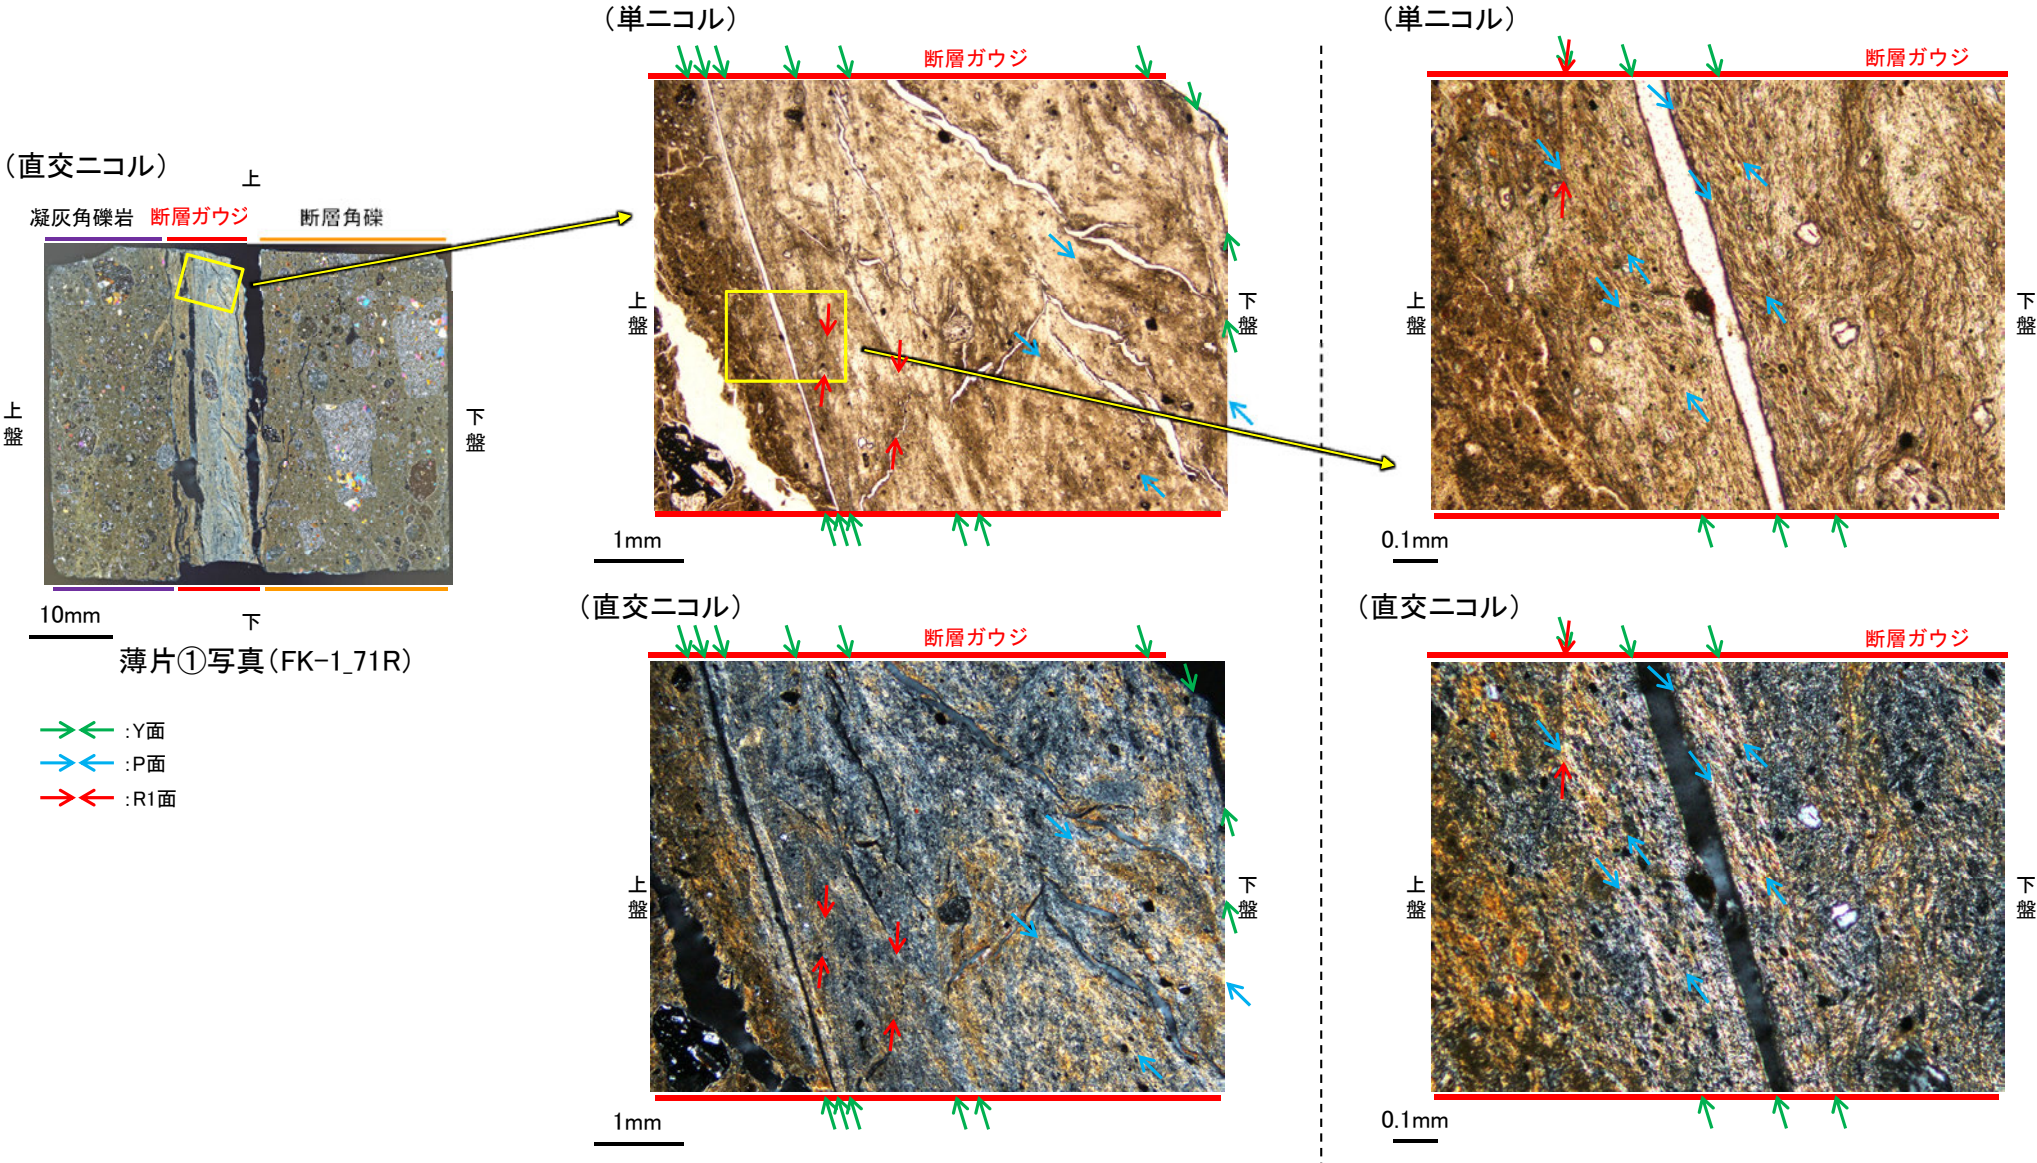 （直交ニコル）
上
凝灰角礫岩
断層ガウジ
断層角礫
上盤
下盤
10mm
下
薄片①写真（FK-1_71R）
:Y面
:P面
:R1面
（単ニコル）
断層ガウジ
上盤
下盤
1mm
（直交ニコル）
断層ガウジ
上盤
下盤
1mm
（単ニコル）
断層ガウジ
上盤
下盤
0.1mm
（直交ニコル）
断層ガウジ
上盤
下盤
0.1mm